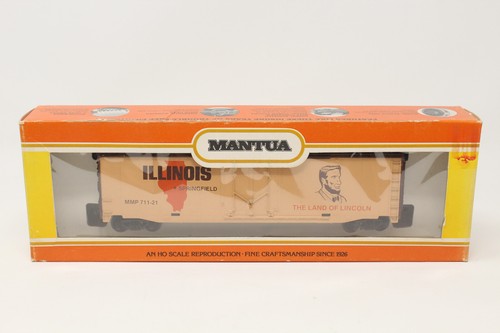 MANTUA
ILLINOIS
SPRINGFIELD
MMP 711-21
THE LAND OF LINCOLN
AN HO SCALE REPRODUCTION · FINE CRAFTSMANSHIP SINCE 1926